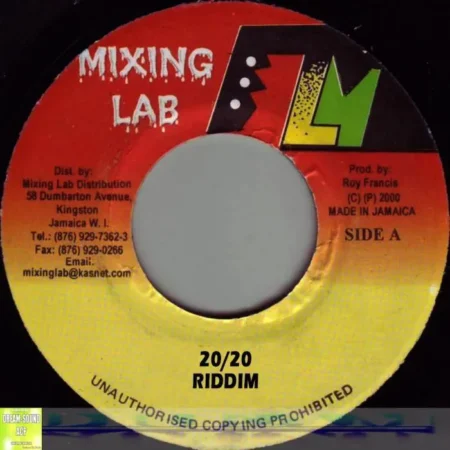 MIXING
LAB
Dist. by:
Mixing Lab Distribution
58 Dumbarton Avenue,
Kingston
Jamaica W. I.
Tel.: (876) 929-7362-3
Fax: (876) 929-0266
Email:
mixinglab@kasnet.com
Prod. by:
Roy Francis
(C) (P) 2000
MADE IN JAMAICA
SIDE A
20/20
RIDDIM
UNAUTHORISED COPYING PROHIBITED
DREAM SOUND